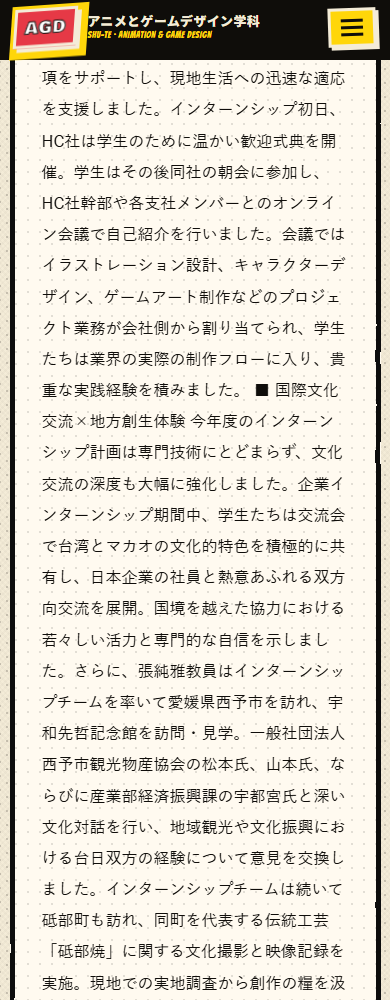 AGD
アニメとゲームデザイン学科
SHU-TE・ANIMATION & GAME DESIGN
項をサポートし、現地生活への迅速な適応
を支援しました。インターンシップ初日、
HC社は学生のために温かい歓迎式典を開
催。学生はその後同社の朝会に参加し、
HC社幹部や各支社メンバーとのオンライ
ン会議で自己紹介を行いました。会議では
イラストレーション設計、キャラクターデ
ザイン、ゲームアート制作などのプロジェ
クト業務が会社側から割り当てられ、学生
たちは業界の実際の制作フローに入り、貴
重な実践経験を積みました。 ■ 国際文化
交流×地方創生体験 今年度のインターン
シップ計画は専門技術にとどまらず、文化
交流の深度も大幅に強化しました。企業イ
ンターンシップ期間中、学生たちは交流会
で台湾とマカオの文化的特色を積極的に共
有し、日本企業の社員と熱意あふれる双方
向交流を展開。国境を越えた協力における
若々しい活力と専門的な自信を示しまし
た。さらに、張純雅教員はインターンシッ
プチームを率いて愛媛県西予市を訪れ、宇
和先哲記念館を訪問・見学。一般社団法人
西予市観光物産協会の松本氏、山本氏、な
らびに産業部経済振興課の宇都宮氏と深い
文化対話を行い、地域観光や文化振興にお
ける台日双方の経験について意見を交換し
ました。インターンシップチームは続いて
砥部町も訪れ、同町を代表する伝統工芸
「砥部焼」に関する文化撮影と映像記録を
実施。現地での実地調査から創作の糧を汲